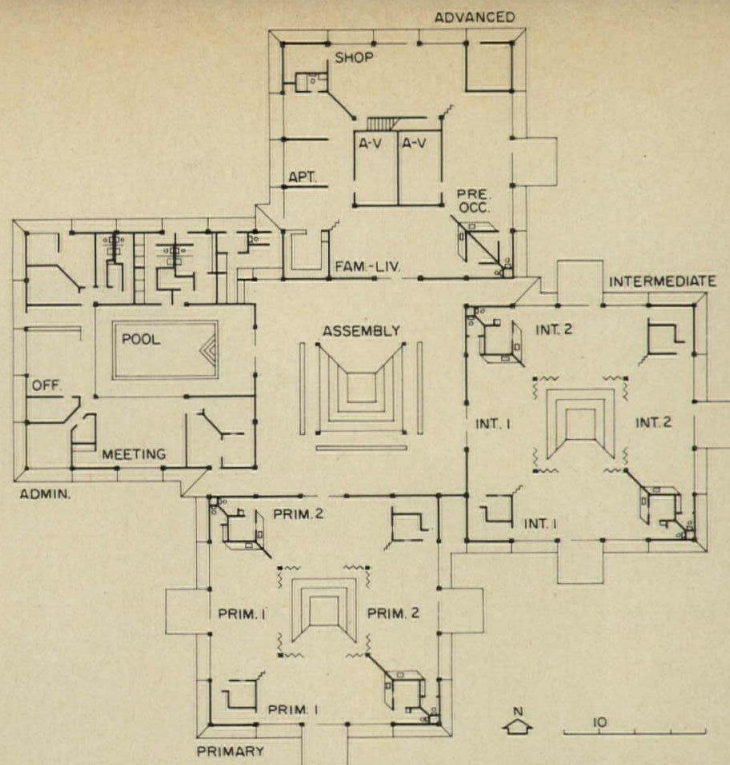 ADVANCED
SHOP
A-V
A-V
APT.
PRE.
OCC.
FAM.-LIV.
INTERMEDIATE
POOL
ASSEMBLY
INT. 2
OFF.
INT. 1
INT. 2
MEETING
ADMIN.
PRIM. 2
INT. 1
PRIM. 1
PRIM. 2
PRIM. 1
N
10
PRIMARY